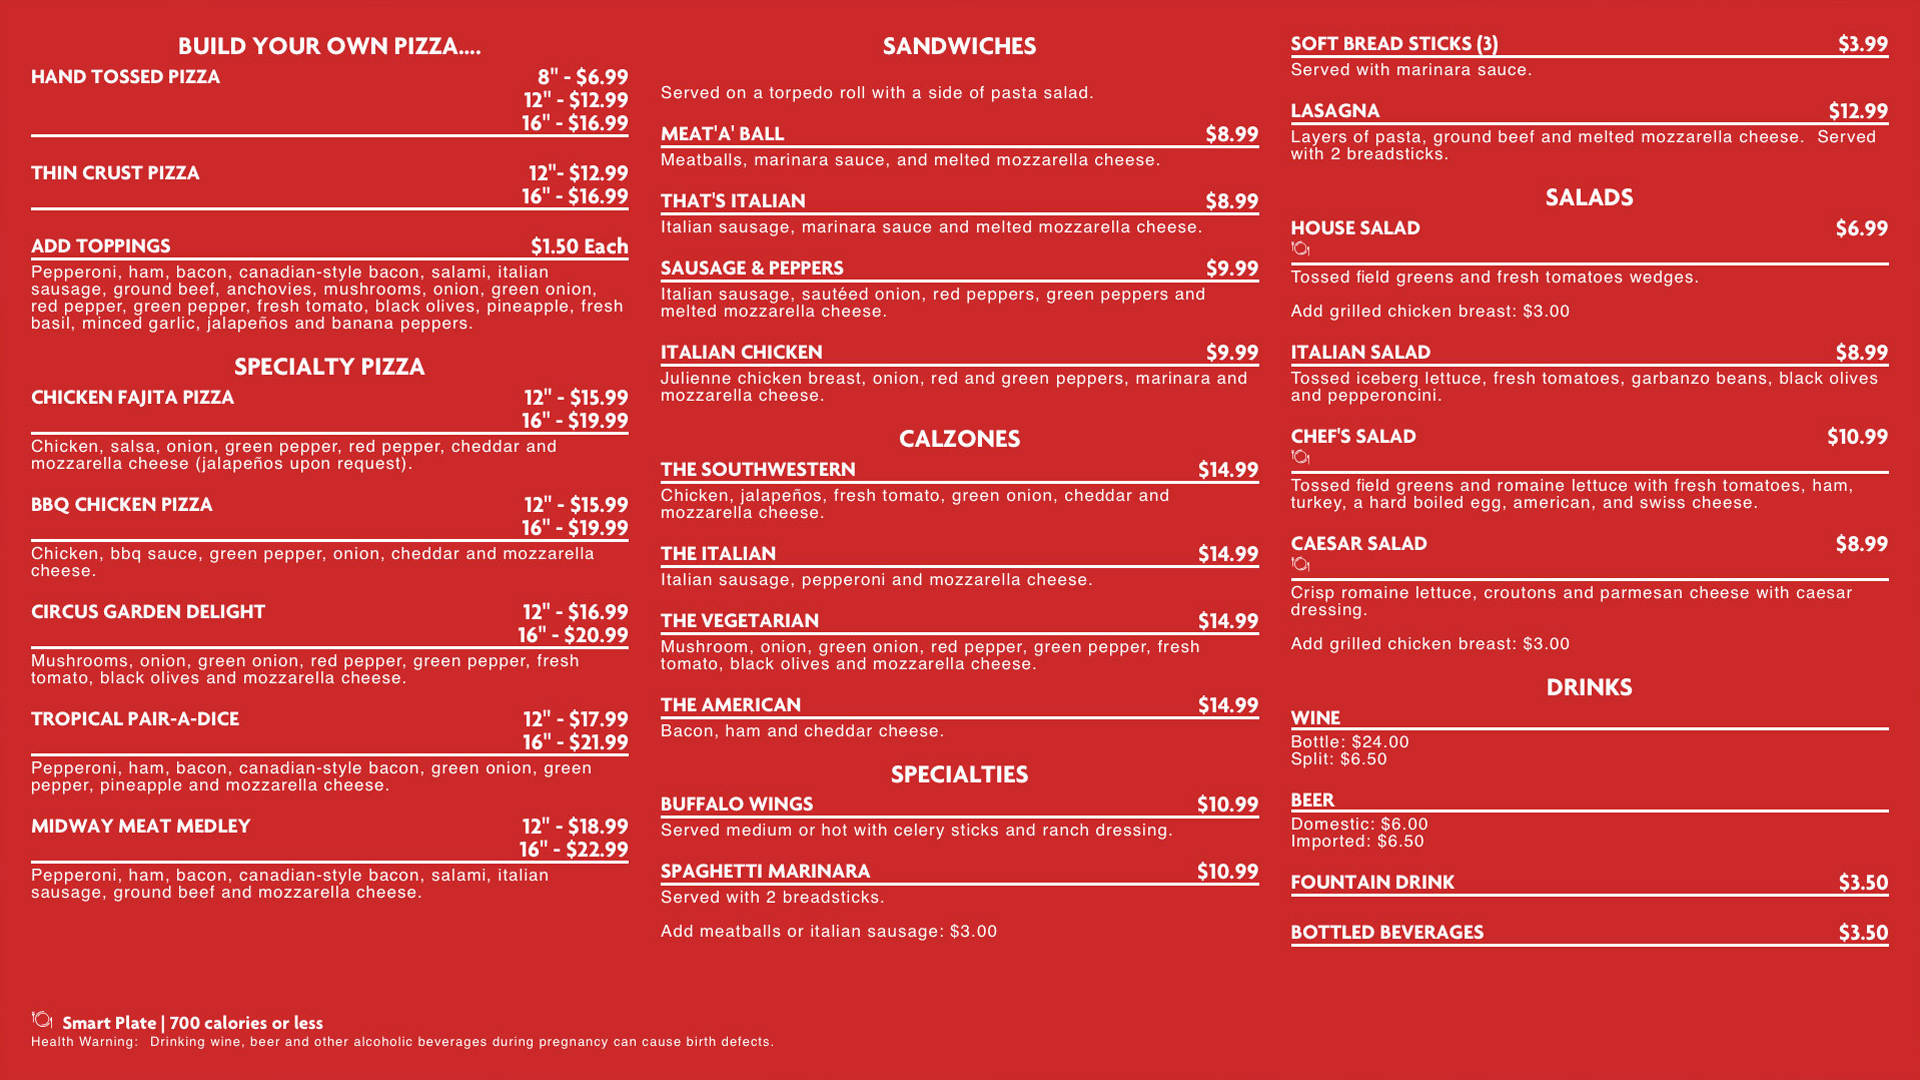 BUILD YOUR OWN PIZZA....
HAND TOSSED PIZZA 8" - $6.99
12" - $12.99
16" - $16.99
THIN CRUST PIZZA 12"- $12.99
16" - $16.99
ADD TOPPINGS $1.50 Each
Pepperoni, ham, bacon, canadian-style bacon, salami, italian
sausage, ground beef, anchovies, mushrooms, onion, green onion,
red pepper, green pepper, fresh tomato, black olives, pineapple, fresh
basil, minced garlic, jalapeños and banana peppers.
SPECIALTY PIZZA
CHICKEN FAJITA PIZZA 12" - $15.99
16" - $19.99
Chicken, salsa, onion, green pepper, red pepper, cheddar and
mozzarella cheese (jalapeños upon request).
BBQ CHICKEN PIZZA 12" - $15.99
16" - $19.99
Chicken, bbq sauce, green pepper, onion, cheddar and mozzarella
cheese.
CIRCUS GARDEN DELIGHT 12" - $16.99
16" - $20.99
Mushrooms, onion, green onion, red pepper, green pepper, fresh
tomato, black olives and mozzarella cheese.
TROPICAL PAIR-A-DICE 12" - $17.99
16" - $21.99
Pepperoni, ham, bacon, canadian-style bacon, green onion, green
pepper, pineapple and mozzarella cheese.
MIDWAY MEAT MEDLEY 12" - $18.99
16" - $22.99
Pepperoni, ham, bacon, canadian-style bacon, salami, italian
sausage, ground beef and mozzarella cheese.
SANDWICHES
Served on a torpedo roll with a side of pasta salad.
MEAT'A' BALL $8.99
Meatballs, marinara sauce, and melted mozzarella cheese.
THAT'S ITALIAN $8.99
Italian sausage, marinara sauce and melted mozzarella cheese.
SAUSAGE & PEPPERS $9.99
Italian sausage, sautéed onion, red peppers, green peppers and
melted mozzarella cheese.
ITALIAN CHICKEN $9.99
Julienne chicken breast, onion, red and green peppers, marinara and
mozzarella cheese.
CALZONES
THE SOUTHWESTERN $14.99
Chicken, jalapeños, fresh tomato, green onion, cheddar and
mozzarella cheese.
THE ITALIAN $14.99
Italian sausage, pepperoni and mozzarella cheese.
THE VEGETARIAN $14.99
Mushroom, onion, green onion, red pepper, green pepper, fresh
tomato, black olives and mozzarella cheese.
THE AMERICAN $14.99
Bacon, ham and cheddar cheese.
SPECIALTIES
BUFFALO WINGS $10.99
Served medium or hot with celery sticks and ranch dressing.
SPAGHETTI MARINARA $10.99
Served with 2 breadsticks.
Add meatballs or italian sausage: $3.00
SOFT BREAD STICKS (3) $3.99
Served with marinara sauce.
LASAGNA $12.99
Layers of pasta, ground beef and melted mozzarella cheese. Served
with 2 breadsticks.
SALADS
HOUSE SALAD $6.99
Tossed field greens and fresh tomatoes wedges.
Add grilled chicken breast: $3.00
ITALIAN SALAD $8.99
Tossed iceberg lettuce, fresh tomatoes, garbanzo beans, black olives
and pepperoncini.
CHEF'S SALAD $10.99
Tossed field greens and romaine lettuce with fresh tomatoes, ham,
turkey, a hard boiled egg, american, and swiss cheese.
CAESAR SALAD $8.99
Crisp romaine lettuce, croutons and parmesan cheese with caesar
dressing.
Add grilled chicken breast: $3.00
DRINKS
WINE
Bottle: $24.00
Split: $6.50
BEER
Domestic: $6.00
Imported: $6.50
FOUNTAIN DRINK $3.50
BOTTLED BEVERAGES $3.50
Smart Plate | 700 calories or less
Health Warning: Drinking wine, beer and other alcoholic beverages during pregnancy can cause birth defects.